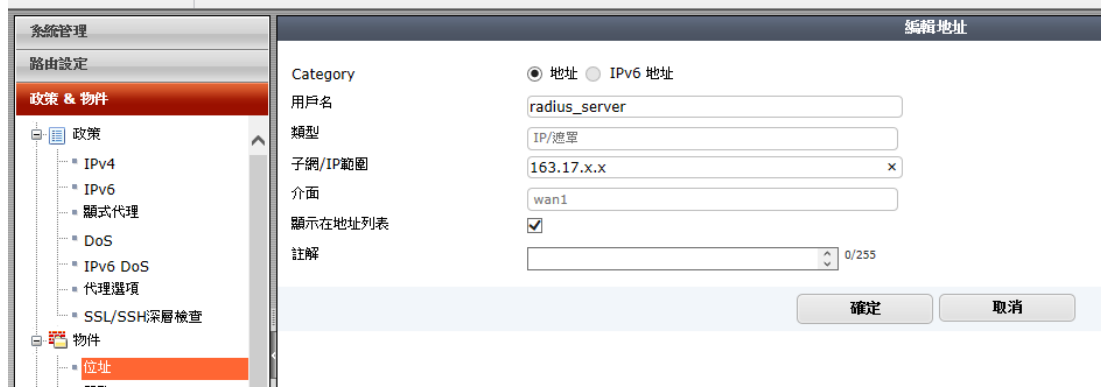 系統管理
路由設定
政策 & 物件
政策
IPv4
IPv6
顯式代理
DoS
IPv6 DoS
代理選項
SSL/SSH深層檢查
物件
位址
編輯地址
Category 地址 IPv6 地址
用戶名 radius_server
類型 IP/遮罩
子網/IP範圍 163.17.x.x ×
介面 wan1
顯示在地址列表
註解 0/255
確定 取消